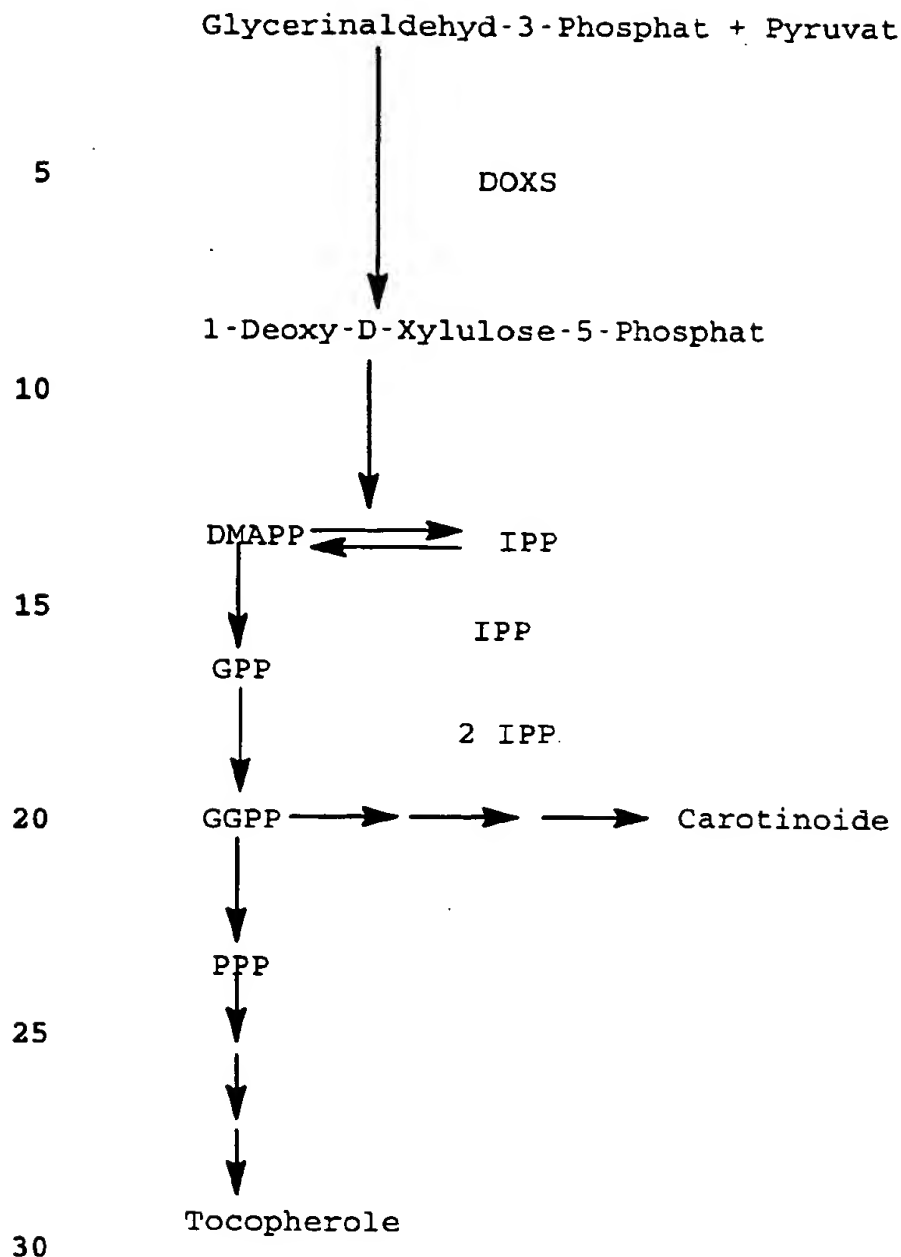 Glycerinaldehyd-3-Phosphat + Pyruvat
5
DOXS
1-Deoxy-D-Xylulose-5-Phosphat
10
DMAPP
IPP
15
IPP
GPP
2 IPP
20
GGPP
Carotinoide
PPP
25
Tocopherole
30